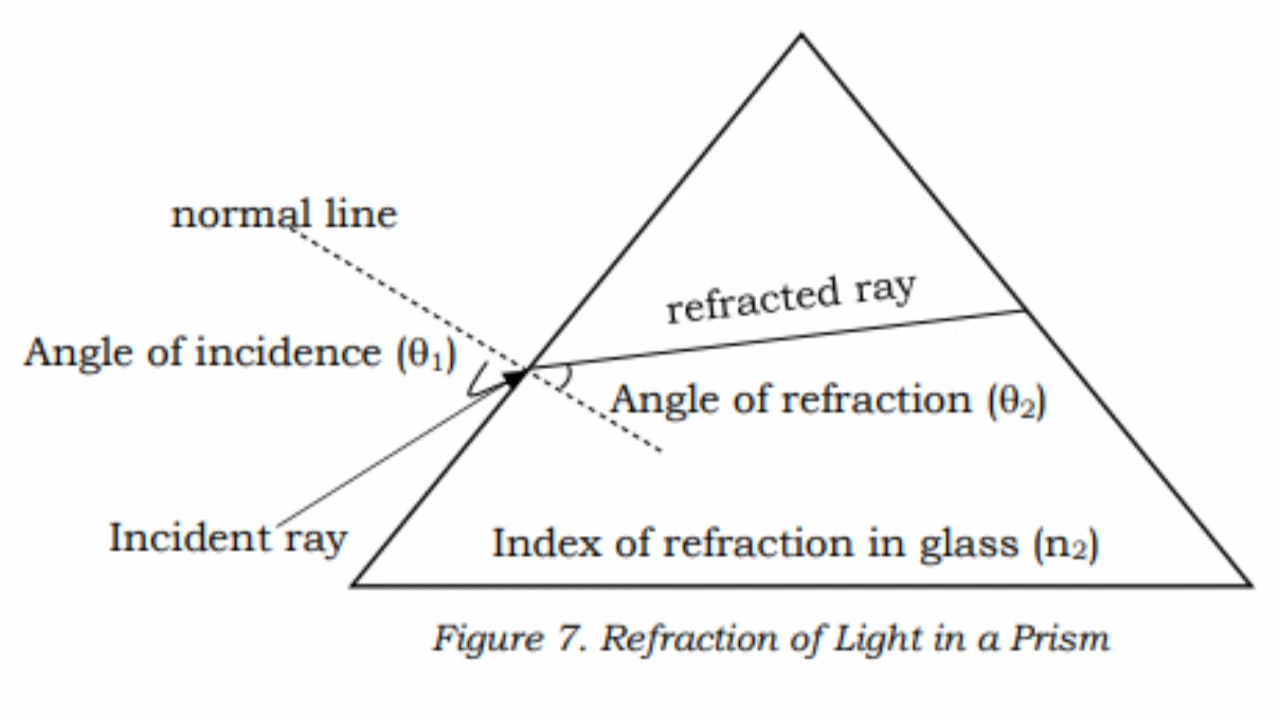 normal line
refracted ray
Angle of incidence (θ₁)
Angle of refraction (θ₂)
Incident ray
Index of refraction in glass (n₂)
Figure 7. Refraction of Light in a Prism